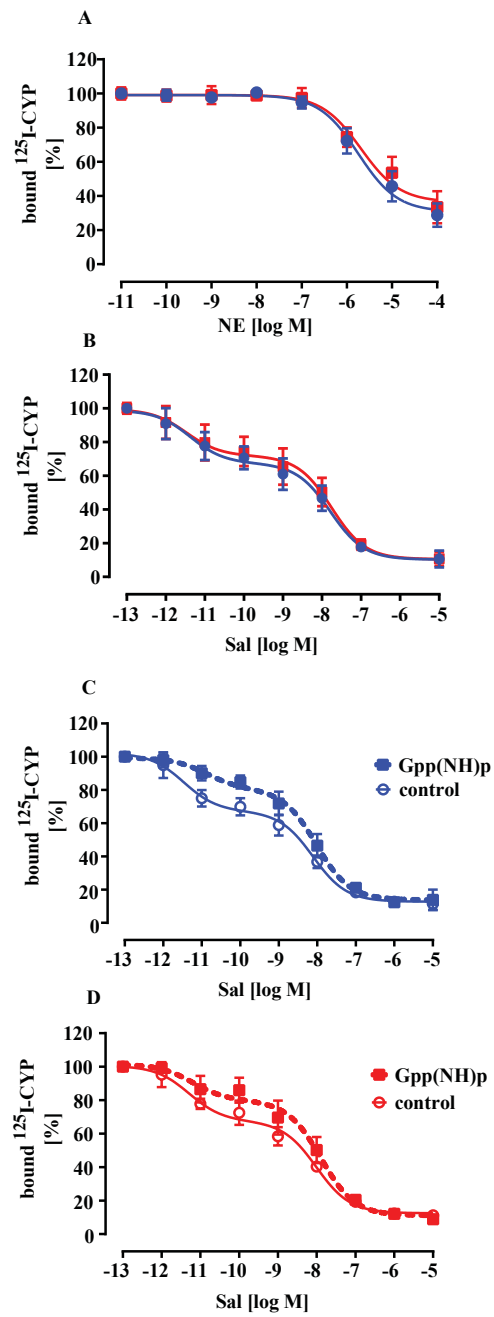 A
120
100
80
60
40
20
0
bound ¹²⁵I-CYP
[%]
-11 -10 -9 -8 -7 -6 -5 -4
NE [log M]
B
120
100
80
60
40
20
0
bound ¹²⁵I-CYP
[%]
-13 -12 -11 -10 -9 -8 -7 -6 -5
Sal [log M]
C
120
100
80
60
40
20
0
bound ¹²⁵I-CYP
[%]
Gpp(NH)p
control
-13 -12 -11 -10 -9 -8 -7 -6 -5
Sal [log M]
D
120
100
80
60
40
20
0
bound ¹²⁵I-CYP
[%]
Gpp(NH)p
control
-13 -12 -11 -10 -9 -8 -7 -6 -5
Sal [log M]